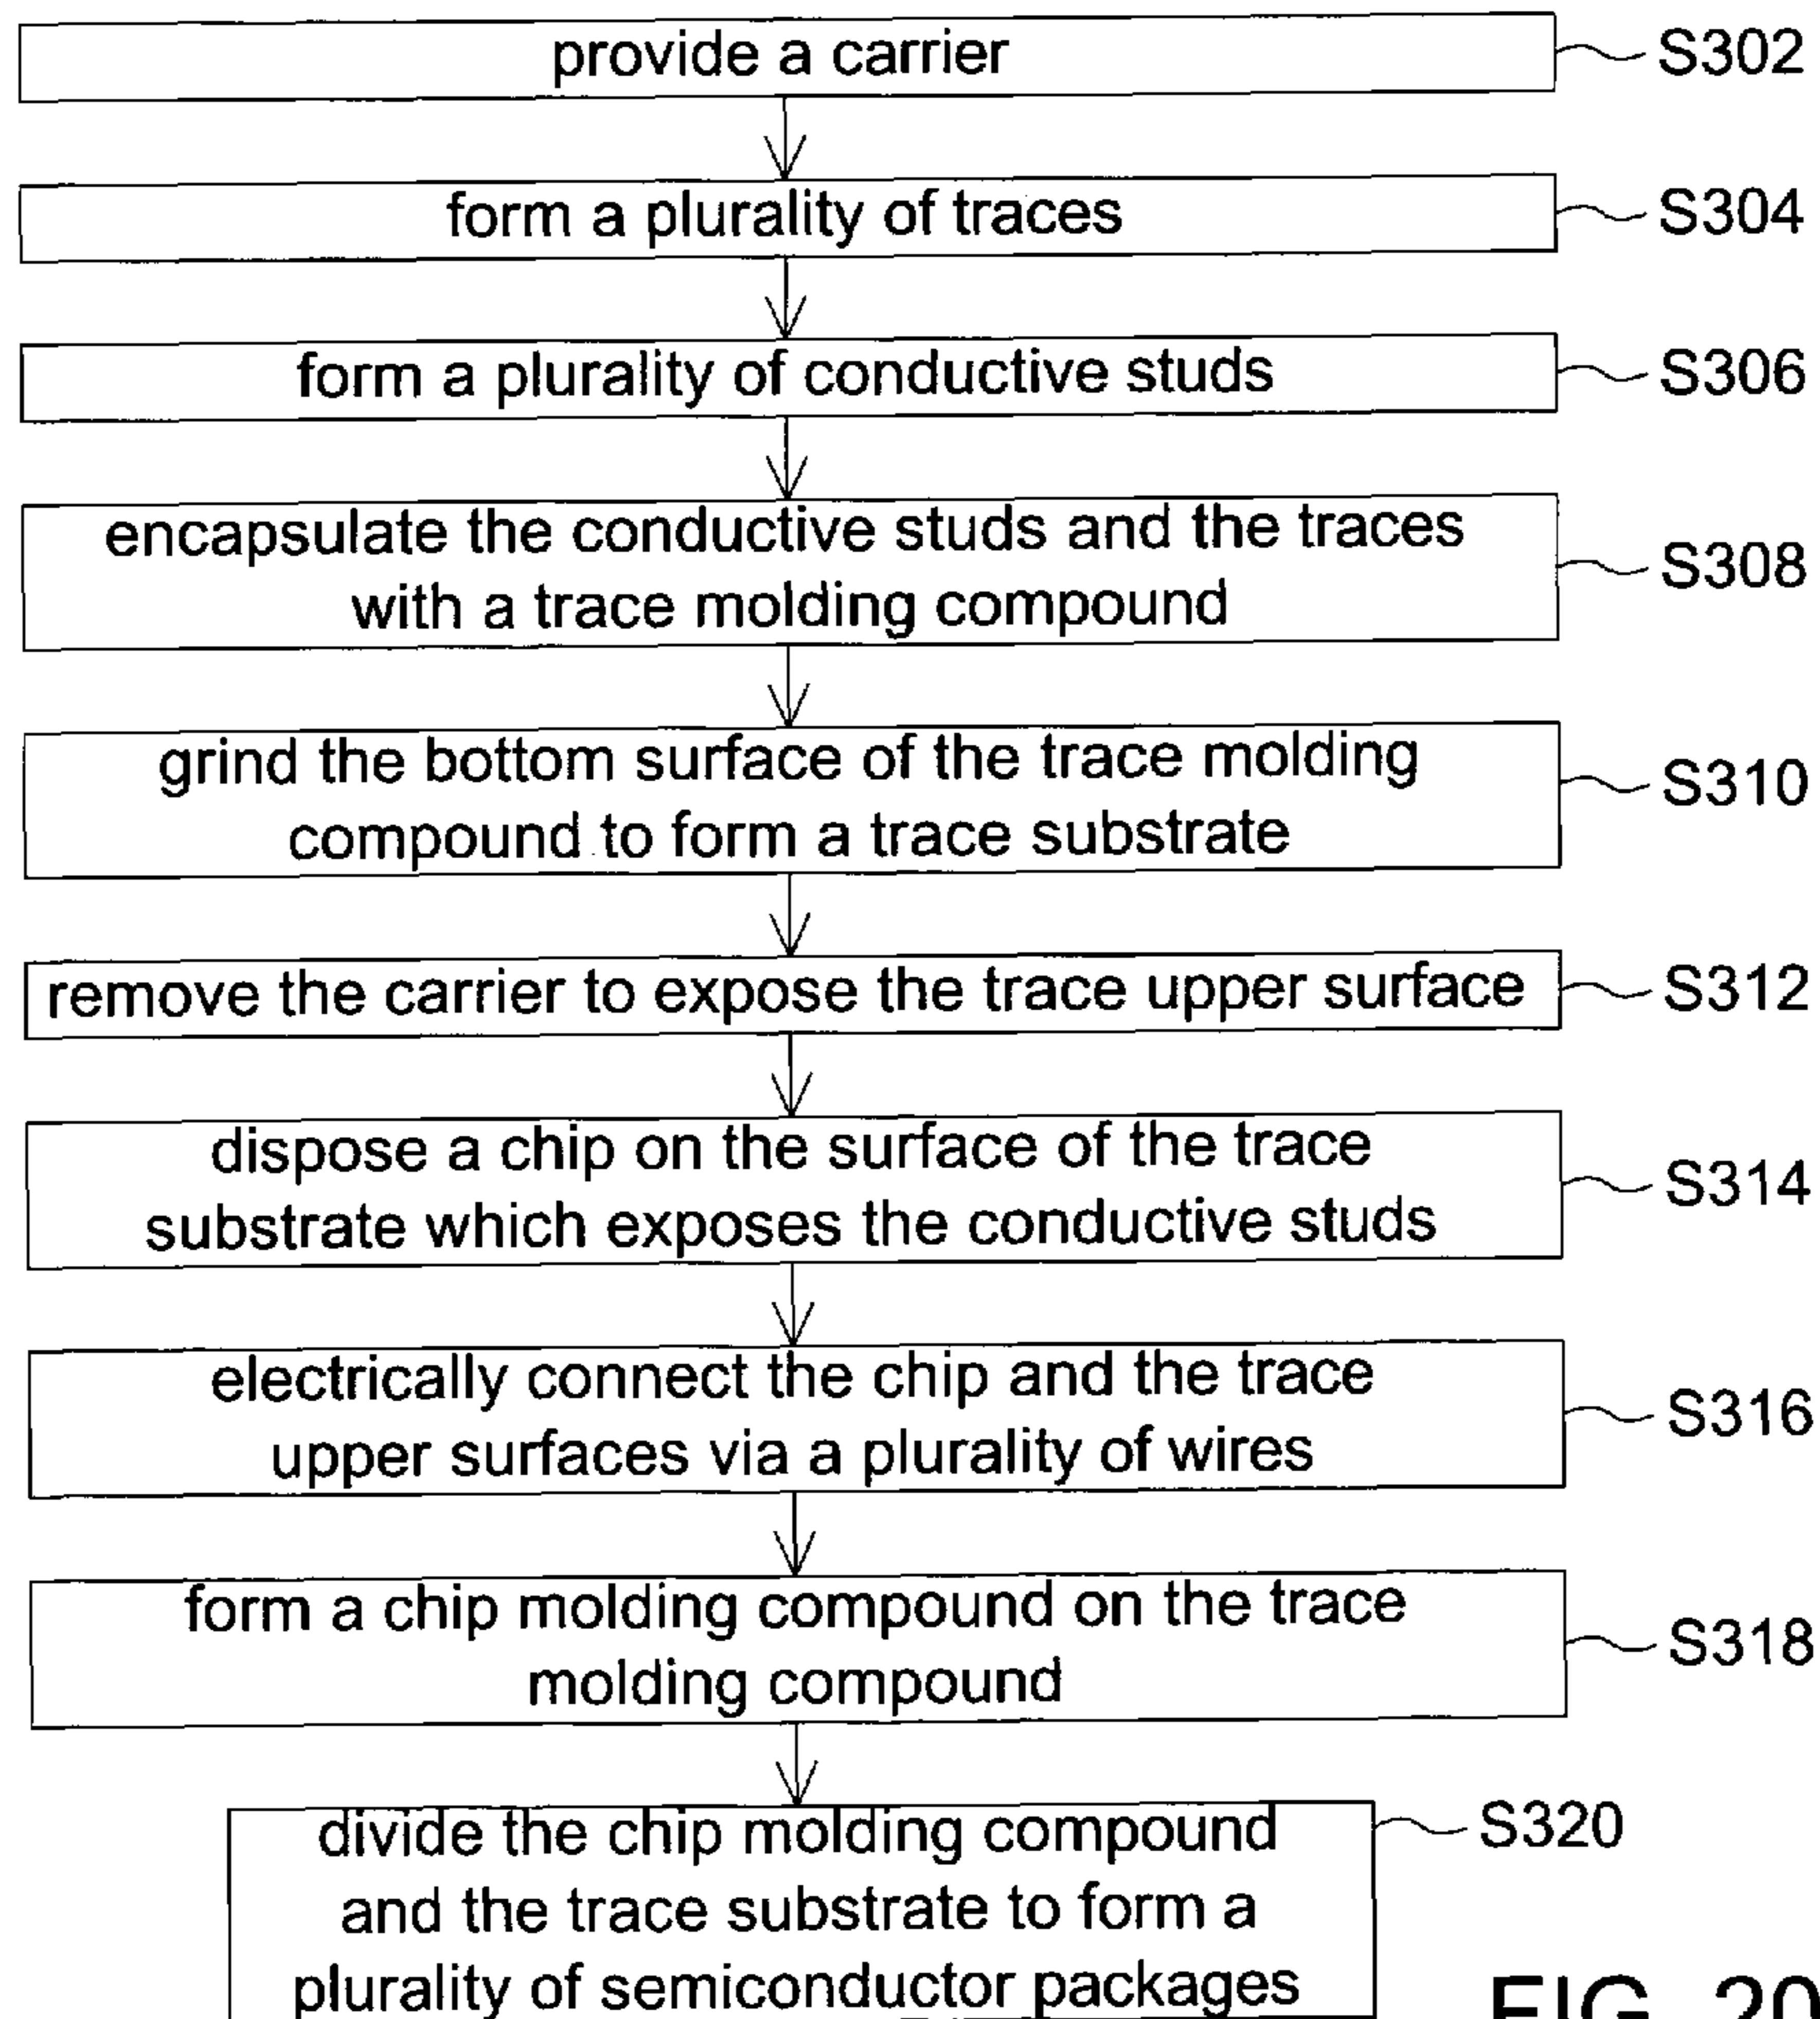 provide a carrier S302
form a plurality of traces S304
form a plurality of conductive studs S306
encapsulate the conductive studs and the traces
with a trace molding compound
S308
grind the bottom surface of the trace molding
compound to form a trace substrate
S310
remove the carrier to expose the trace upper surface S312
dispose a chip on the surface of the trace
substrate which exposes the conductive studs
S314
electrically connect the chip and the trace
upper surfaces via a plurality of wires
S316
form a chip molding compound on the trace
molding compound
S318
divide the chip molding compound
and the trace substrate to form a
plurality of semiconductor packages
S320
FIG. 20